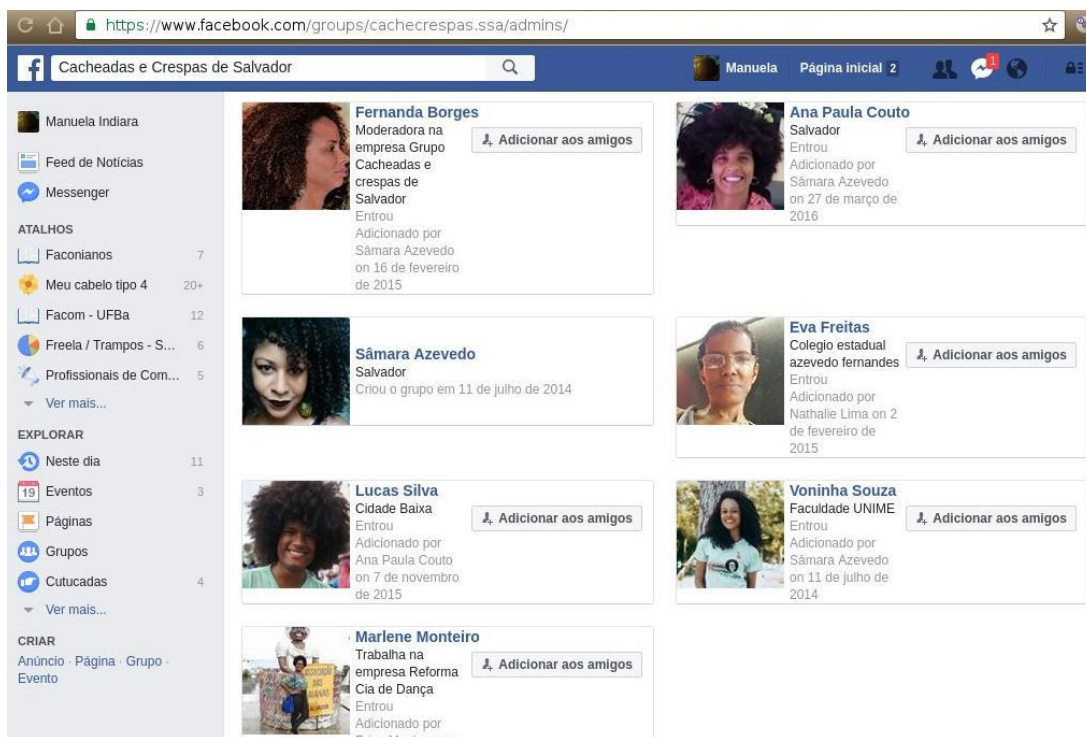 https://www.facebook.com/groups/cachecrespas.ssa/admins/
Cacheadas e Crespas de Salvador
Manuela
Página inicial 2
1
Manuela Indiara
Feed de Notícias
Messenger
ATALHOS
Faconianos 7
Meu cabelo tipo 4 20+
Facom - UFBa 12
Freela / Trampos - S... 6
Profissionais de Com... 5
Ver mais...
EXPLORAR
Neste dia 11
19 Eventos 3
Páginas
Grupos
Cutucadas 4
Ver mais...
CRIAR
Anúncio · Página · Grupo ·
Evento
Fernanda Borges
Moderadora na
empresa Grupo
Cacheadas e
crespas de
Salvador
Entrou
Adicionado por
Sâmara Azevedo
on 16 de fevereiro
de 2015
Adicionar aos amigos
Ana Paula Couto
Salvador
Entrou
Adicionado por
Sâmara Azevedo
on 27 de março de
2016
Adicionar aos amigos
Sâmara Azevedo
Salvador
Criou o grupo em 11 de julho de 2014
Eva Freitas
Colegio estadual
azevedo fernandes
Entrou
Adicionado por
Nathalie Lima on 2
de fevereiro de
2015
Adicionar aos amigos
Lucas Silva
Cidade Baixa
Entrou
Adicionado por
Ana Paula Couto
on 7 de novembro
de 2015
Adicionar aos amigos
Voninha Souza
Faculdade UNIME
Entrou
Adicionado por
Sâmara Azevedo
on 11 de julho de
2014
Adicionar aos amigos
Marlene Monteiro
Trabalha na
empresa Reforma
Cia de Dança
Entrou
Adicionado por
Adicionar aos amigos